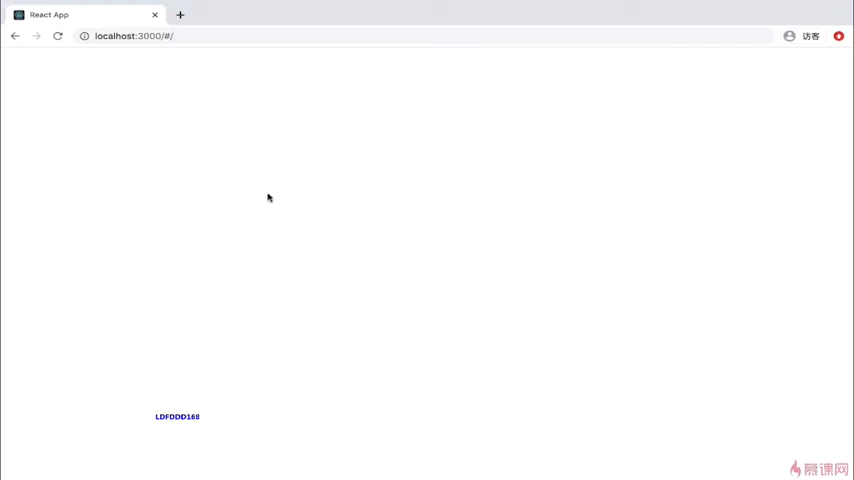 React App
localhost:3000/#/
访客
LDFDDD168
慕课网